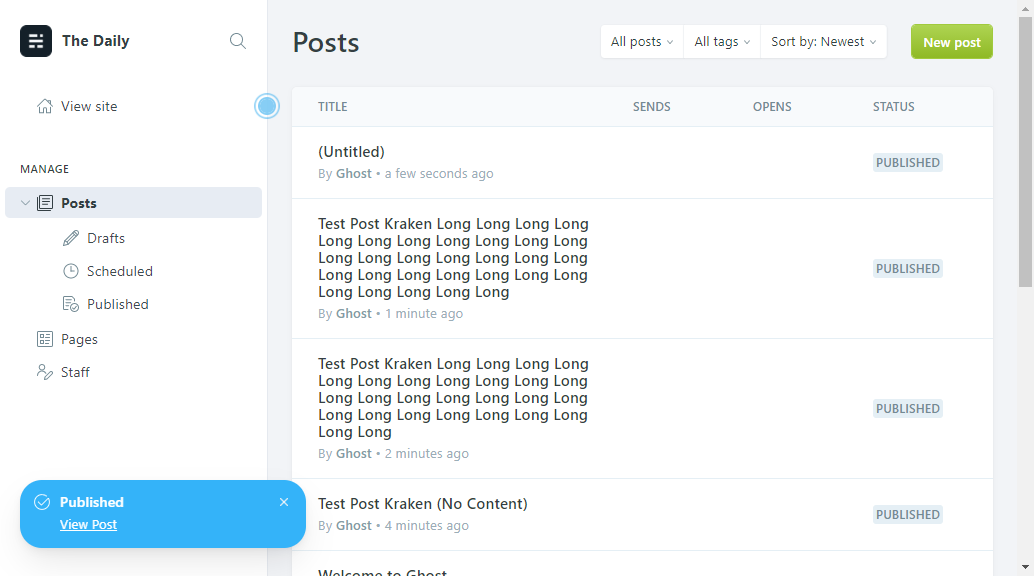 The Daily
View site
MANAGE
Posts
Drafts
Scheduled
Published
Pages
Staff
Published
View Post
Posts
All posts
All tags
Sort by: Newest
New post
TITLE
SENDS
OPENS
STATUS
(Untitled)
By Ghost • a few seconds ago
PUBLISHED
Test Post Kraken Long Long Long Long
Long Long Long Long Long Long Long
Long Long Long Long Long Long Long
Long Long Long Long Long Long Long
Long Long Long Long Long
By Ghost • 1 minute ago
PUBLISHED
Test Post Kraken Long Long Long Long
Long Long Long Long Long Long Long
Long Long Long Long Long Long Long
Long Long Long Long Long Long Long
Long Long
By Ghost • 2 minutes ago
PUBLISHED
Test Post Kraken (No Content)
By Ghost • 4 minutes ago
PUBLISHED
Welcome to Ghost